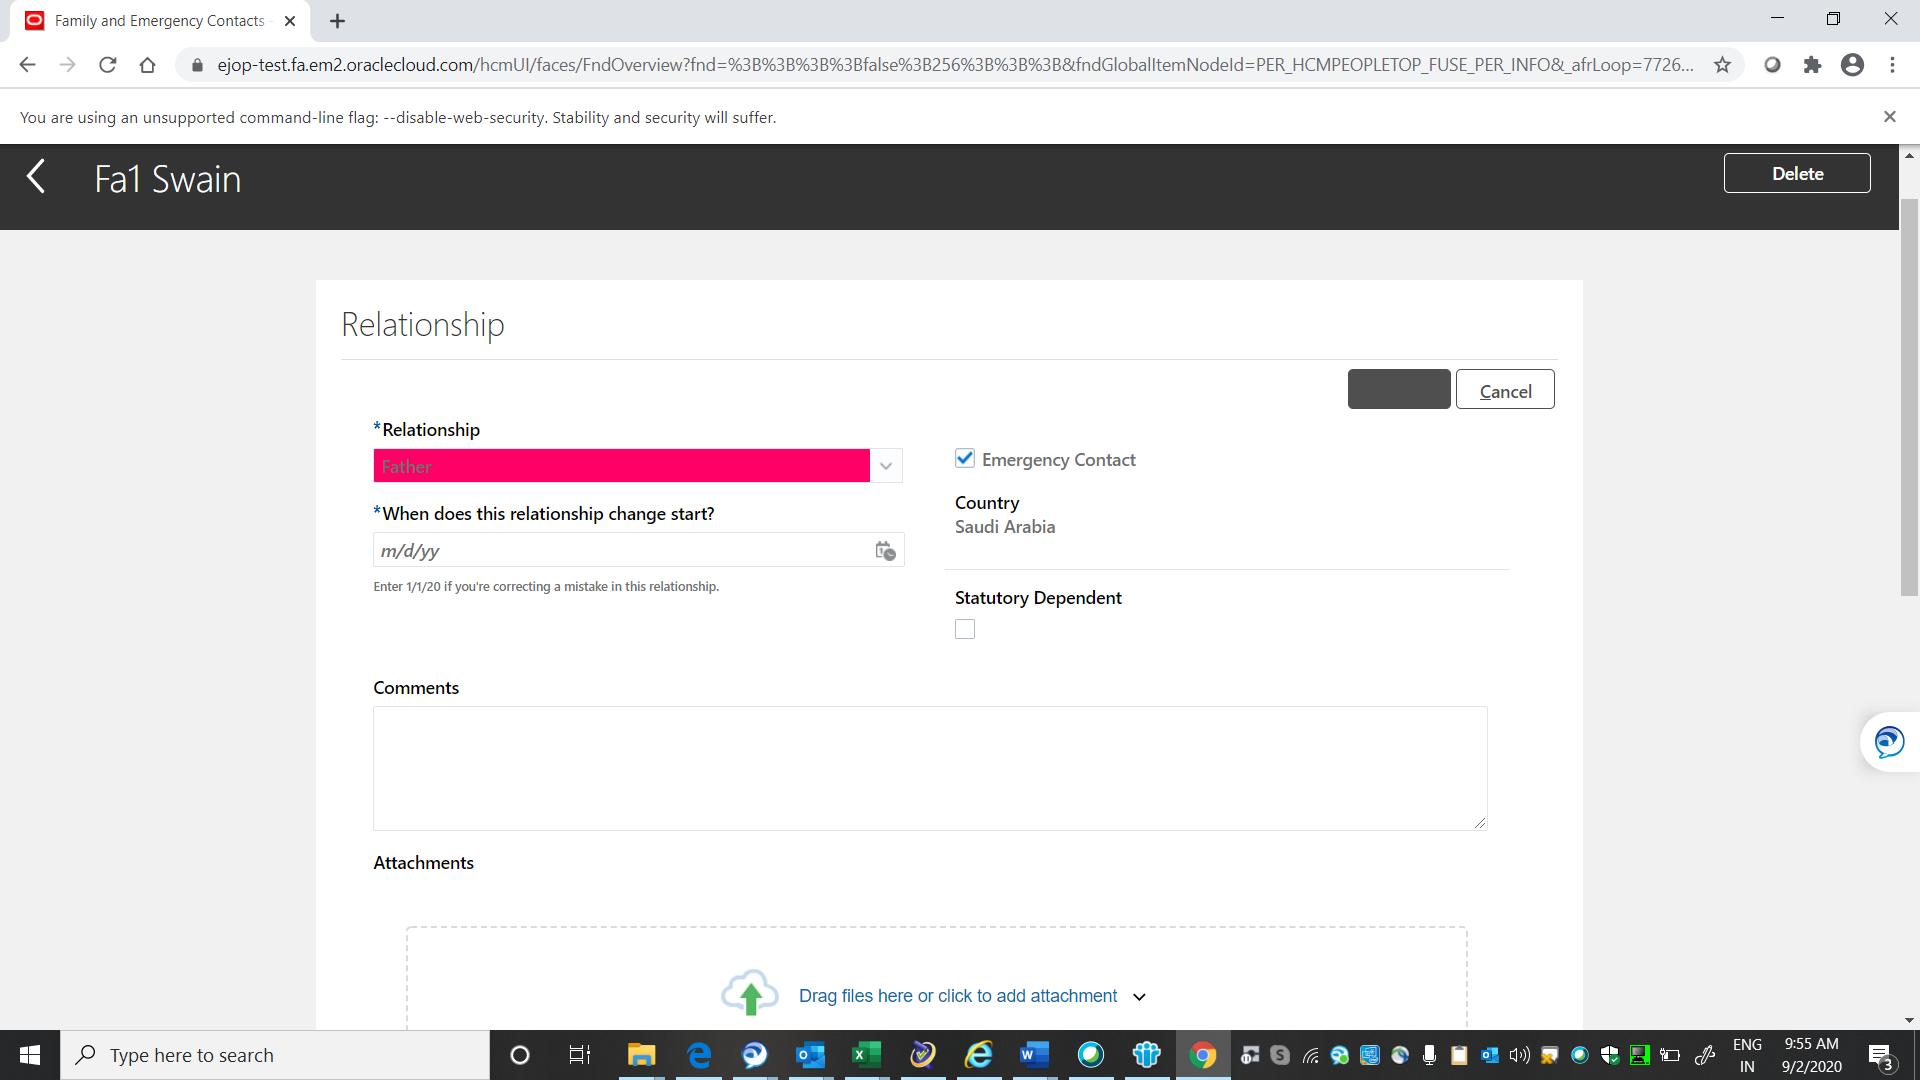 Family and Emergency Contacts -
ejop-test.fa.em2.oraclecloud.com/hcmUI/faces/FndOverview?fnd=%3B%3B%3B%3Bfalse%3B256%3B%3B%3B&fndGlobalItemNodeId=PER_HCMPEOPLETOP_FUSE_PER_INFO&_afrLoop=7726...
You are using an unsupported command-line flag: --disable-web-security. Stability and security will suffer.
Fa1 Swain
Delete
Relationship
Cancel
*Relationship
Father
Emergency Contact
Country
Saudi Arabia
*When does this relationship change start?
m/d/yy
Enter 1/1/20 if you're correcting a mistake in this relationship.
Statutory Dependent
Comments
Attachments
Drag files here or click to add attachment
Type here to search
ENG
IN
9:55 AM
9/2/2020
3